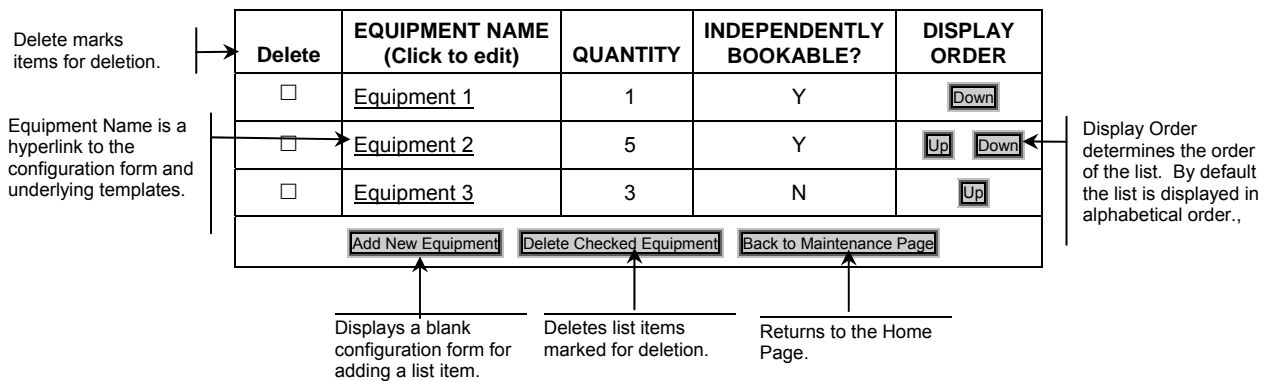 Delete marks
items for deletion.
Delete
EQUIPMENT NAME
(Click to edit)
QUANTITY
INDEPENDENTLY
BOOKABLE?
DISPLAY
ORDER
☐ Equipment 1 1 Y Down
☐ Equipment 2 5 Y Up Down
☐ Equipment 3 3 N Up
Add New Equipment Delete Checked Equipment Back to Maintenance Page
Equipment Name is a
hyperlink to the
configuration form and
underlying templates.
Display Order
determines the order
of the list. By default
the list is displayed in
alphabetical order.,
Displays a blank
configuration form for
adding a list item.
Deletes list items
marked for deletion.
Returns to the Home
Page.